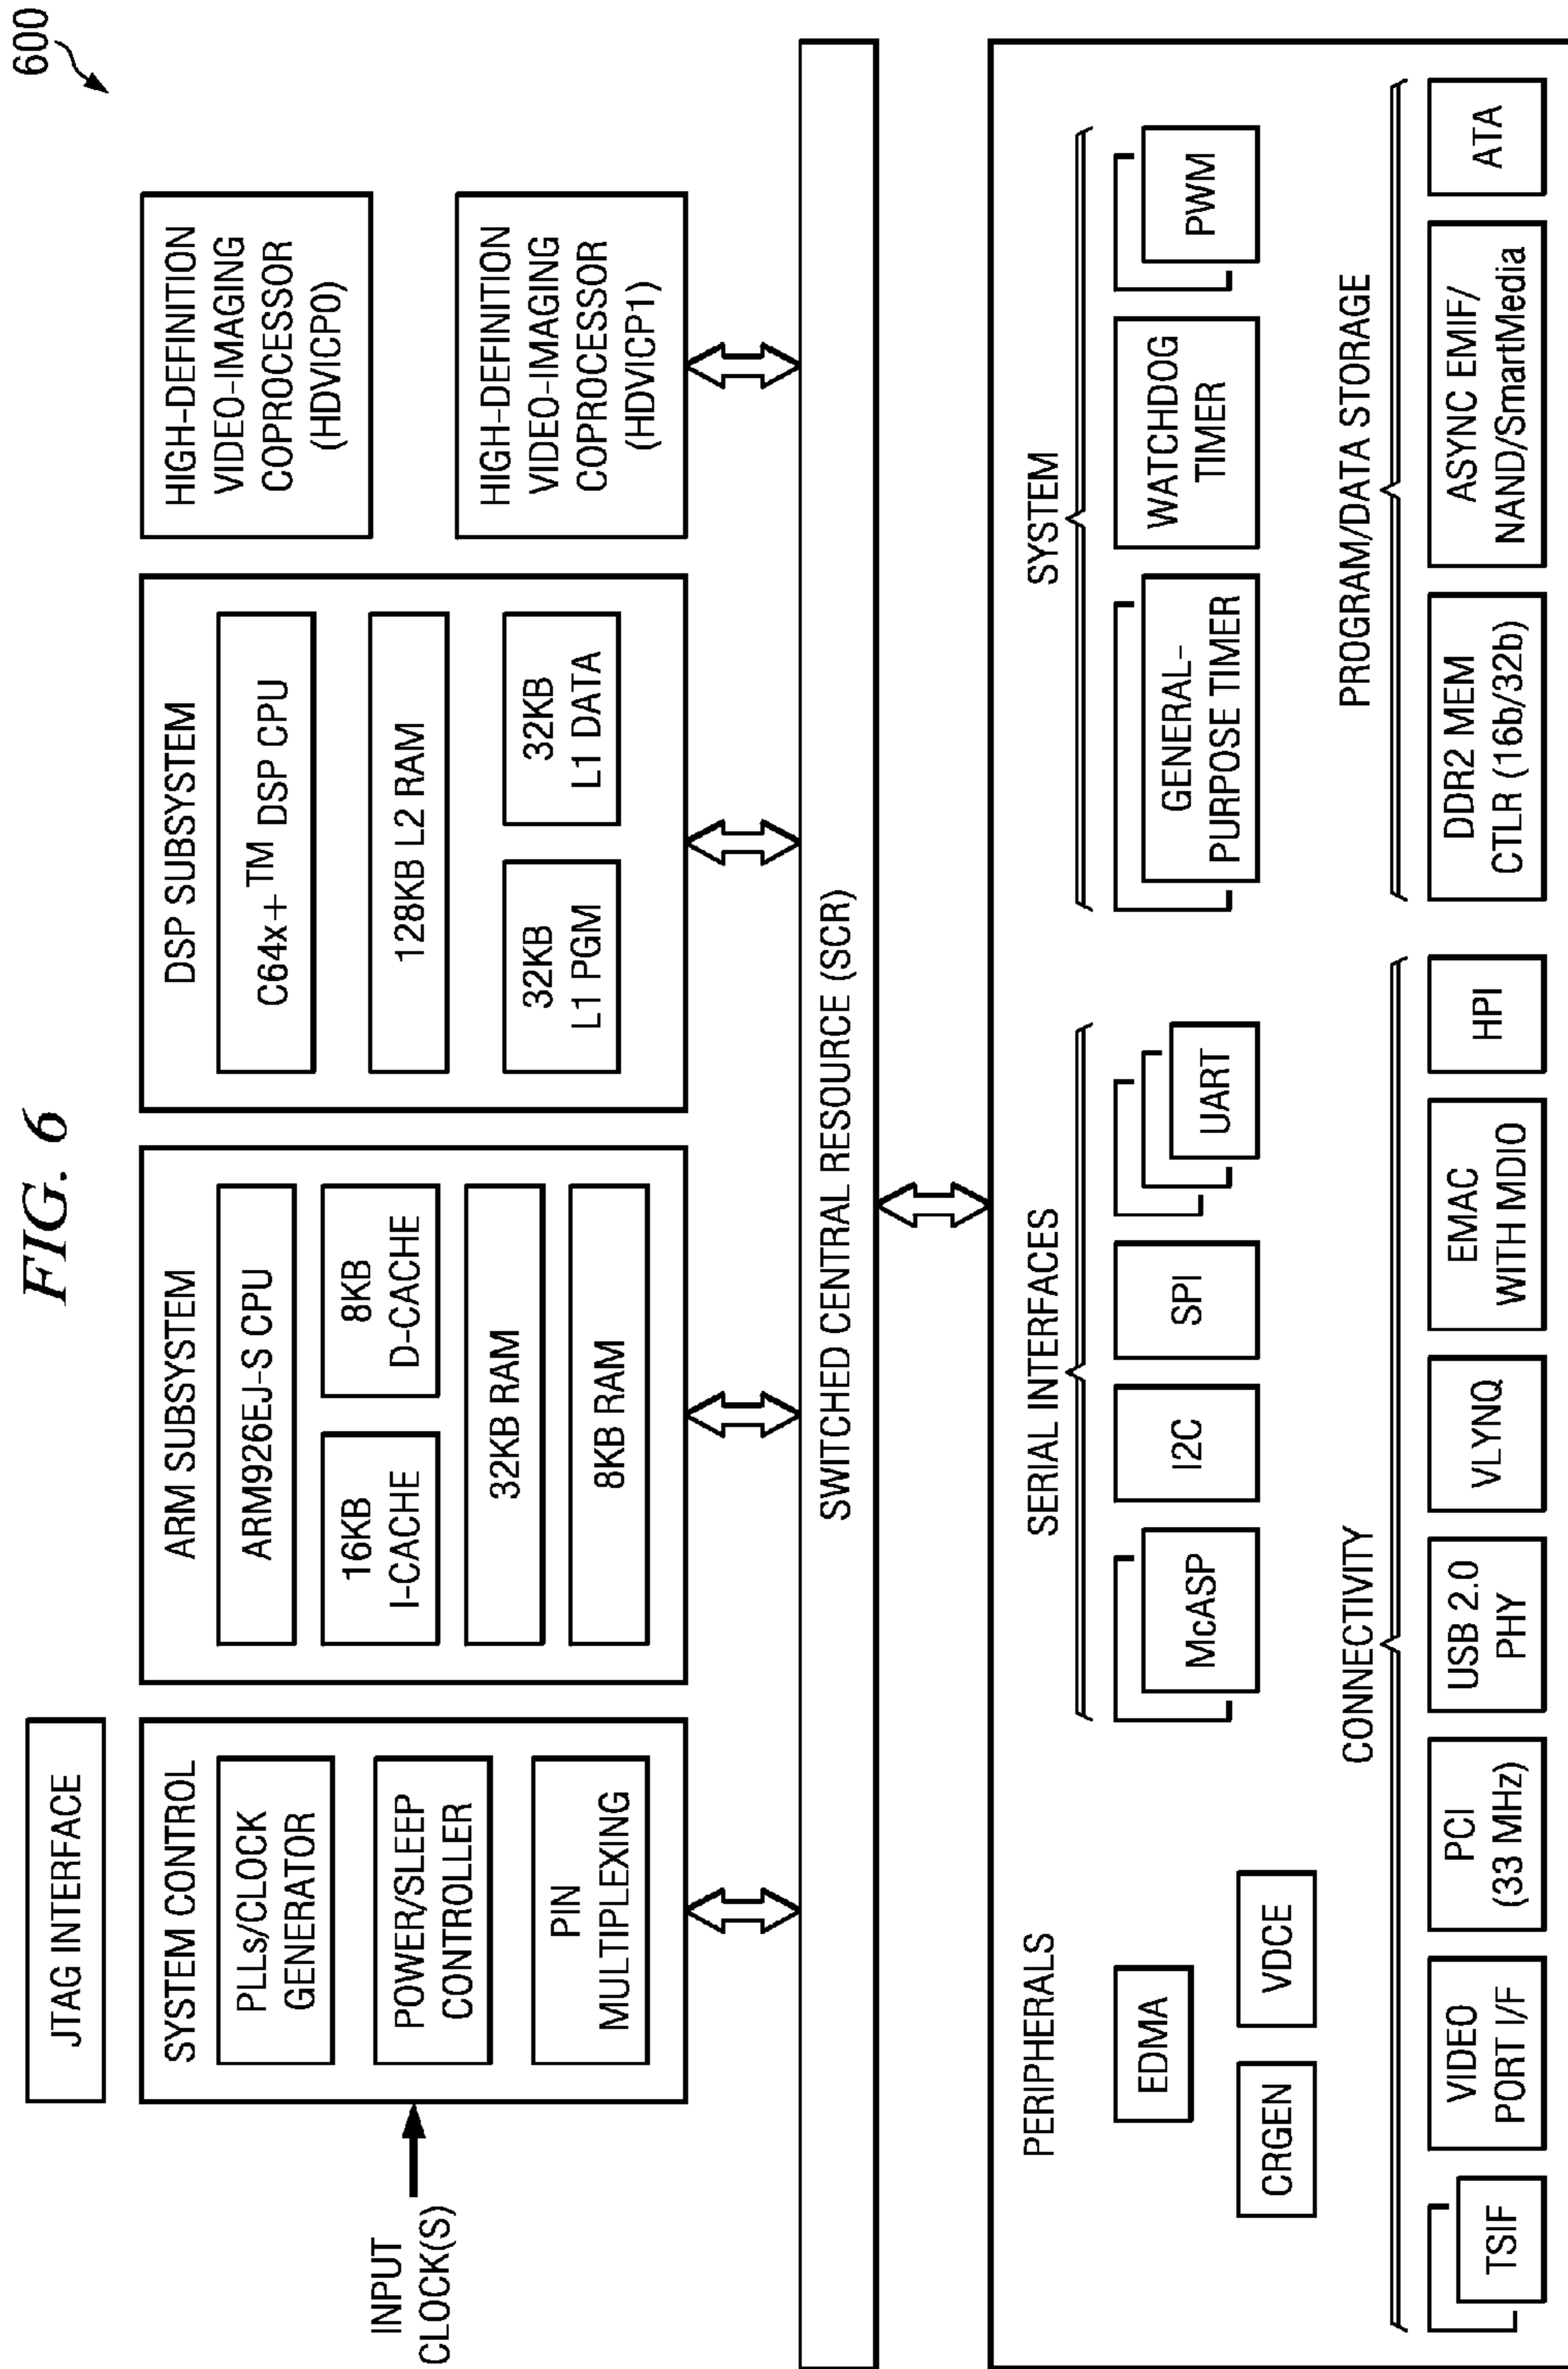 FIG. 6
600
JTAG INTERFACE
INPUT
CLOCK(S)
SYSTEM CONTROL
PLLs/CLOCK
GENERATOR
POWER/SLEEP
CONTROLLER
PIN
MULTIPLEXING
ARM SUBSYSTEM
ARM926EJ-S CPU
16KB
I-CACHE
8KB
D-CACHE
32KB RAM
8KB RAM
DSP SUBSYSTEM
C64x+™ DSP CPU
128KB L2 RAM
32KB
L1 PGM
32KB
L1 DATA
HIGH-DEFINITION
VIDEO-IMAGING
COPROCESSOR
(HDVICP0)
HIGH-DEFINITION
VIDEO-IMAGING
COPROCESSOR
(HDVICP1)
SWITCHED CENTRAL RESOURCE (SCR)
PERIPHERALS
EDMA
CRGEN
VDCE
SERIAL INTERFACES
McASP
I2C
SPI
UART
SYSTEM
GENERAL-
PURPOSE TIMER
WATCHDOG
TIMER
PWM
CONNECTIVITY
TSIF
VIDEO
PORT I/F
PCI
(33 MHz)
USB 2.0
PHY
VLYNQ
EMAC
WITH MDIO
HPI
PROGRAM/DATA STORAGE
DDR2 MEM
CTLR (16b/32b)
ASYNC EMIF/
NAND/SmartMedia
ATA